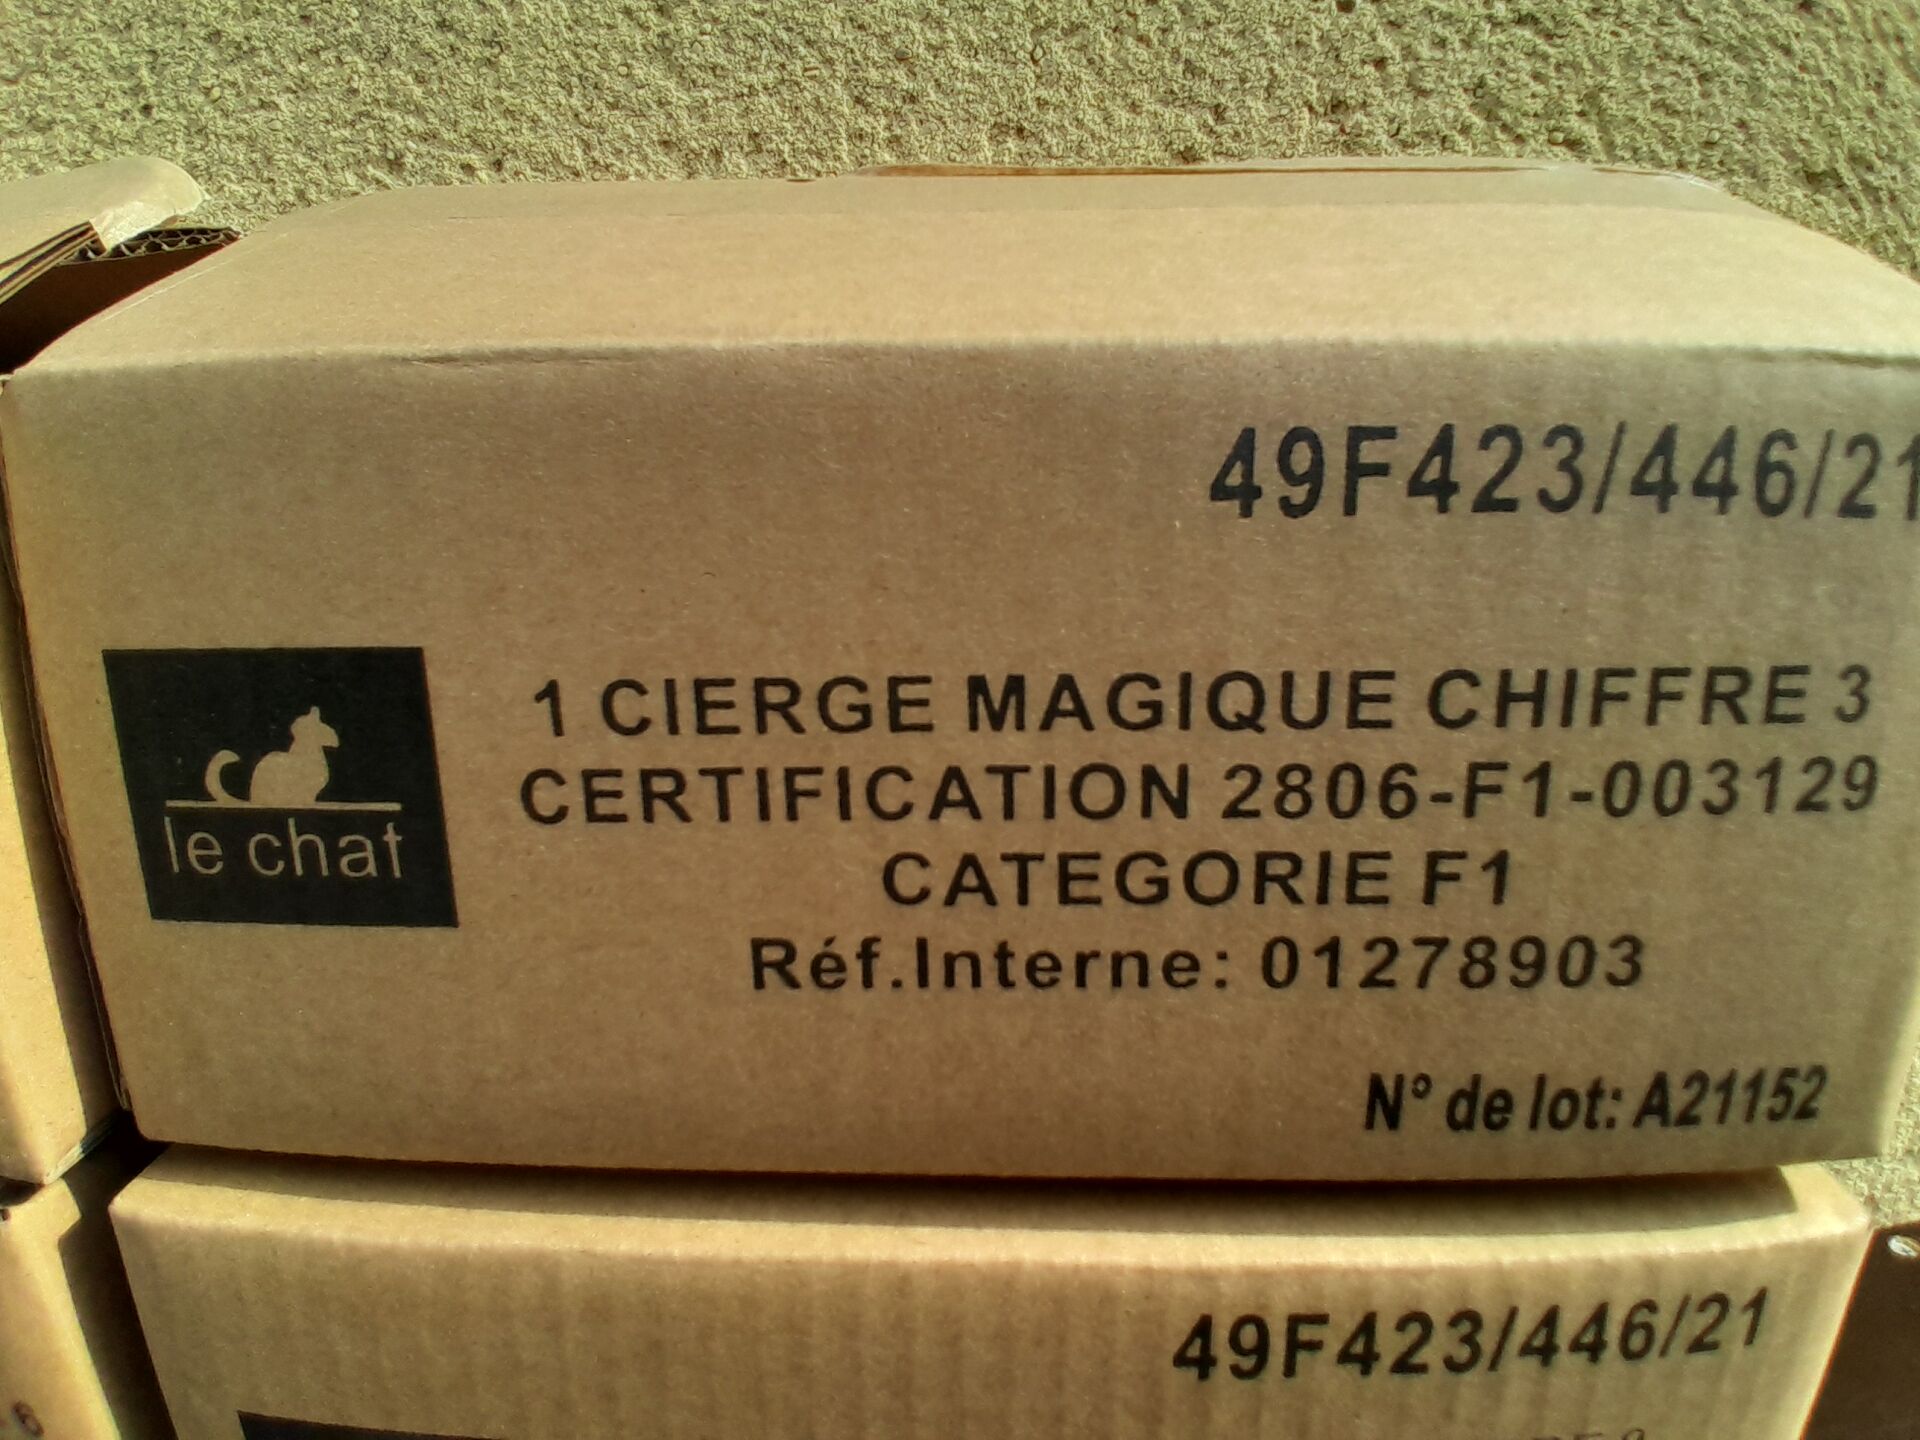 49F423/446/21
le chat
1 CIERGE MAGIQUE CHIFFRE 3
CERTIFICATION 2806-F1-003129
CATEGORIE F1
Réf.Interne: 01278903
N° de lot: A21152
49F423/446/21